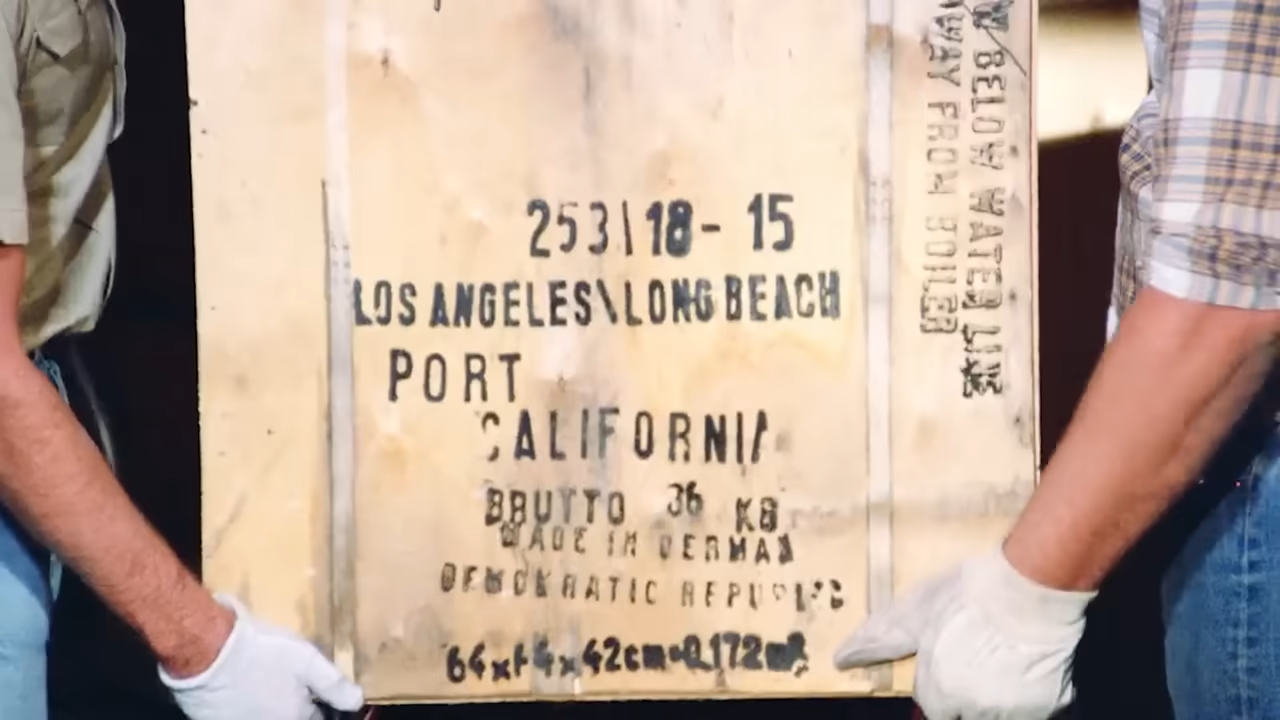 253/18- 15
LOS ANGELES\LONG BEACH
PORT
CALIFORNIA
BRUTTO 36 KG
MADE IN GERMAN
DEMOKRATIC REPUBLIC
64x64x42cm=0,172m³
BELOW WATER LINE
AWAY FROM BOILER